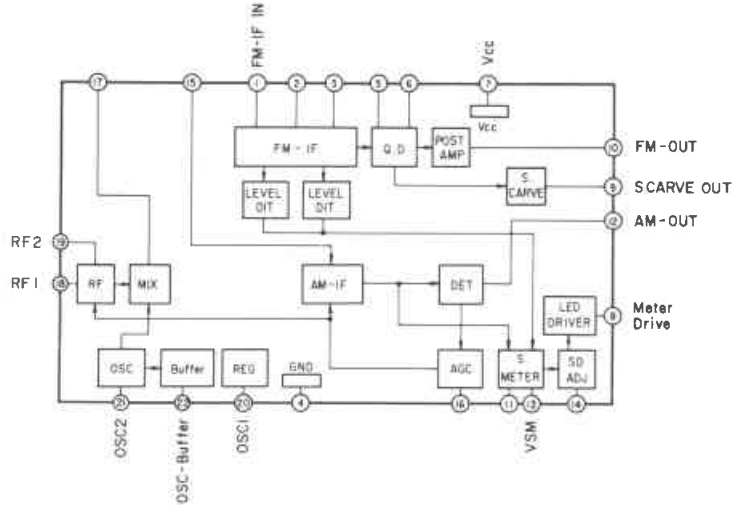 FM-IF IN
Vcc
17
15
1
2
3
5
6
7
Vcc
FM-IF
Q.D
POST
AMP
10
FM-OUT
LEVEL
DIT
LEVEL
DIT
S
CARVE
9
SCARVE OUT
12
AM-OUT
RF2
19
RF1
18
RF
MIX
AM-IF
DET
LED
DRIVER
8
Meter
Drive
OSC
Buffer
REG
GND
AGC
S
METER
SD
ADJ
21
20
4
16
11
13
14
OSC2
OSC-Buffer
OSC1
VSM